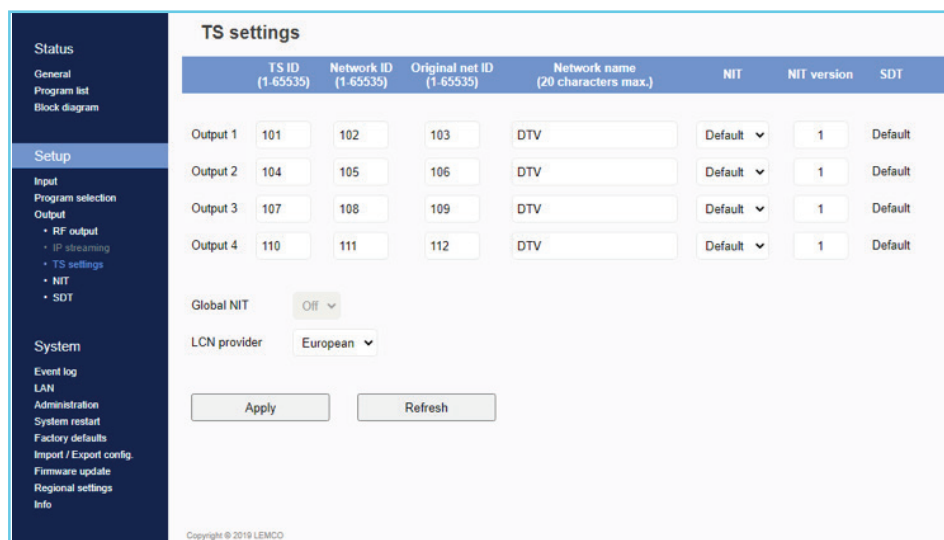 Status
General
Program list
Block diagram
Setup
Input
Program selection
Output
• RF output
• IP streaming
• TS settings
• NIT
• SDT
System
Event log
LAN
Administration
System restart
Factory defaults
Import / Export config.
Firmware update
Regional settings
Info
TS settings
TS ID (1-65535) Network ID (1-65535) Original net ID (1-65535) Network name (20 characters max.) NIT NIT version SDT
Output 1 101 102 103 DTV Default 1 Default
Output 2 104 105 106 DTV Default 1 Default
Output 3 107 108 109 DTV Default 1 Default
Output 4 110 111 112 DTV Default 1 Default
Global NIT Off
LCN provider European
Apply Refresh
Copyright © 2019 LEMCO